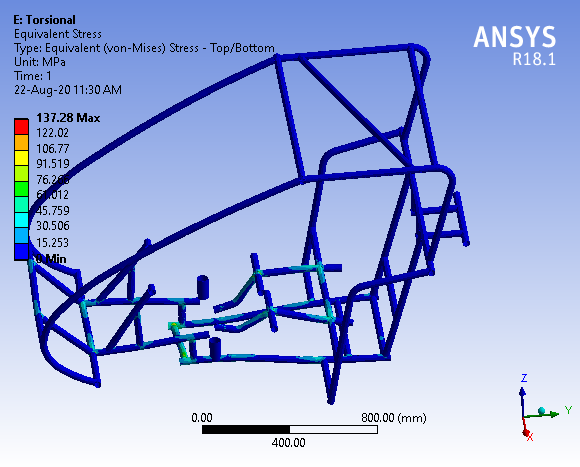 E: Torsional
Equivalent Stress
Type: Equivalent (von-Mises) Stress - Top/Bottom
Unit: MPa
Time: 1
22-Aug-20 11:30 AM
ANSYS
R18.1
137.28 Max
122.02
106.77
91.519
45.759
30.506
15.253
0 Min
0.00
800.00 (mm)
400.00
Z
Y
X